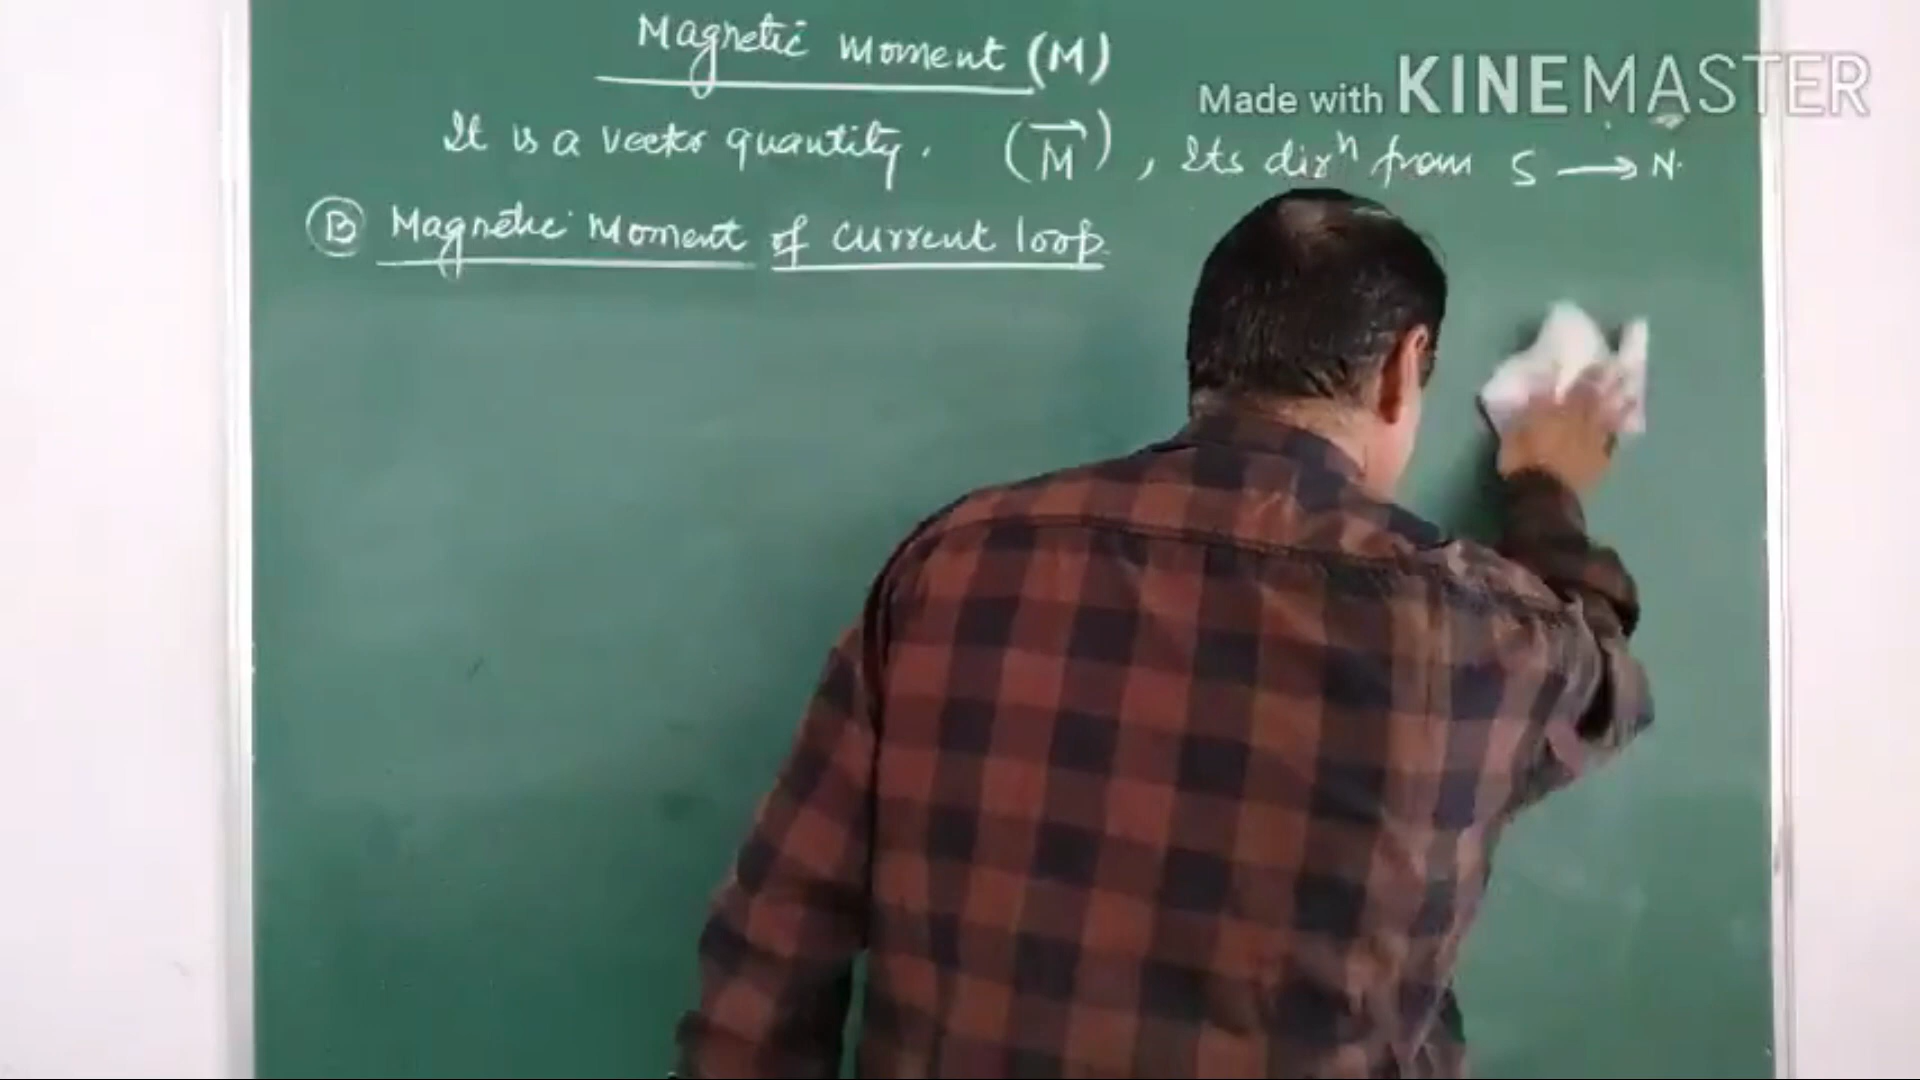 Magnetic Moment (M)
Made with KINEMASTER
It is a vector quantity. (M⃗), Its dirⁿ from S → N.
B Magnetic Moment of current loop.